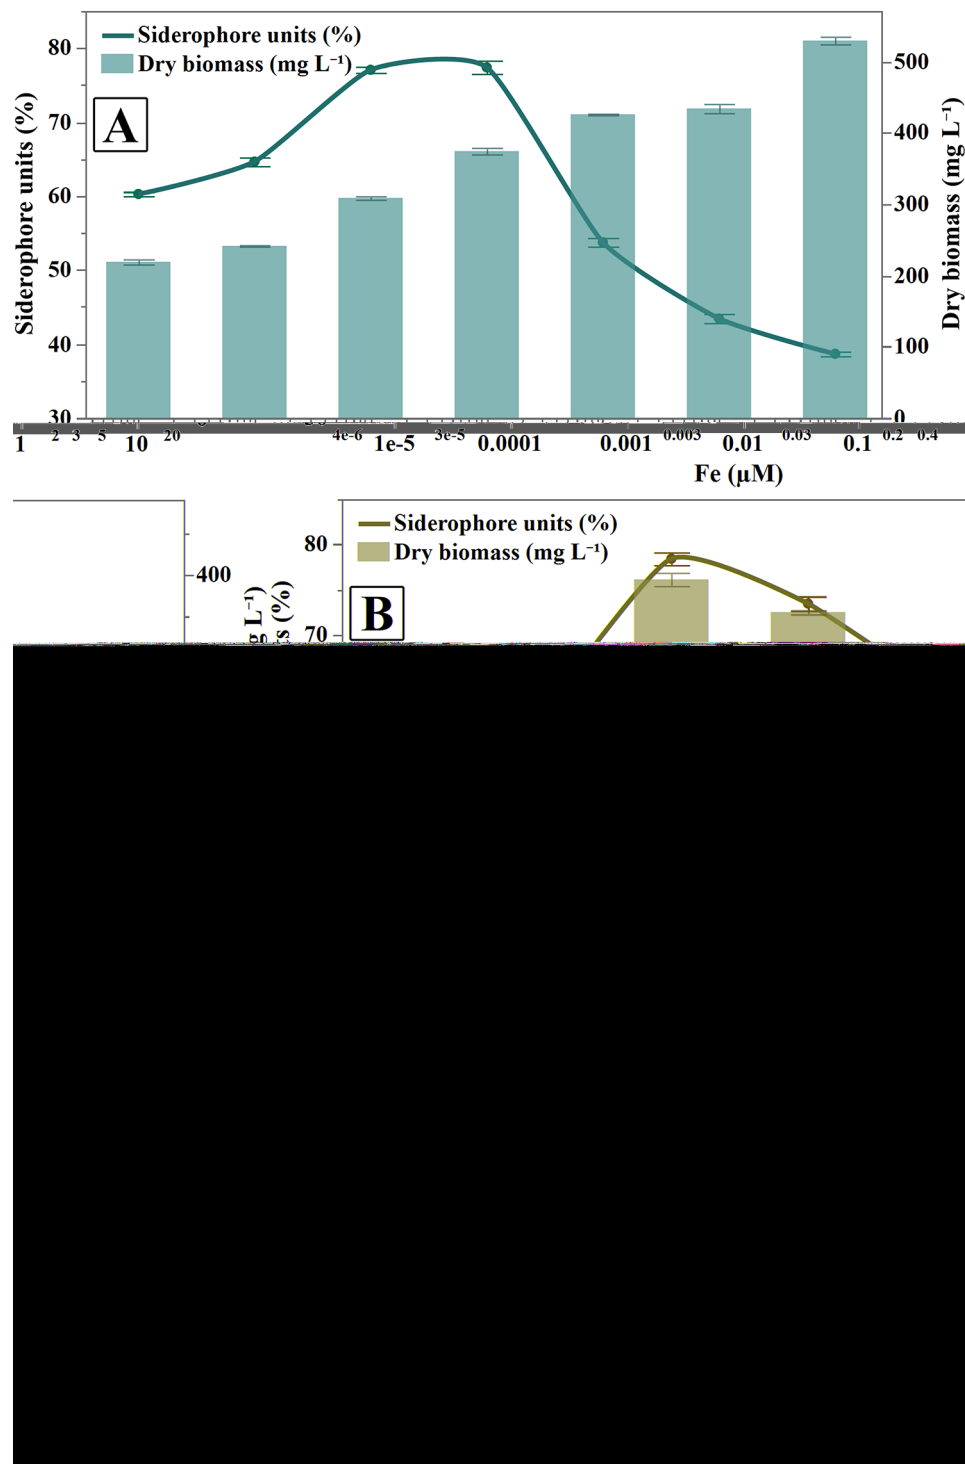 Siderophore units (%)
Dry biomass (mg L⁻¹)
A
Siderophore units (%)
80
70
60
50
40
30
Dry biomass (mg L⁻¹)
500
400
300
200
100
0
1 2 3 5 10 20 4e-6 1e-5 3e-5 0.0001 0.001 0.003 0.01 0.03 0.1 0.2 0.4
Fe (µM)
Siderophore units (%)
Dry biomass (mg L⁻¹)
B
80
70
400
g L⁻¹)
(%)